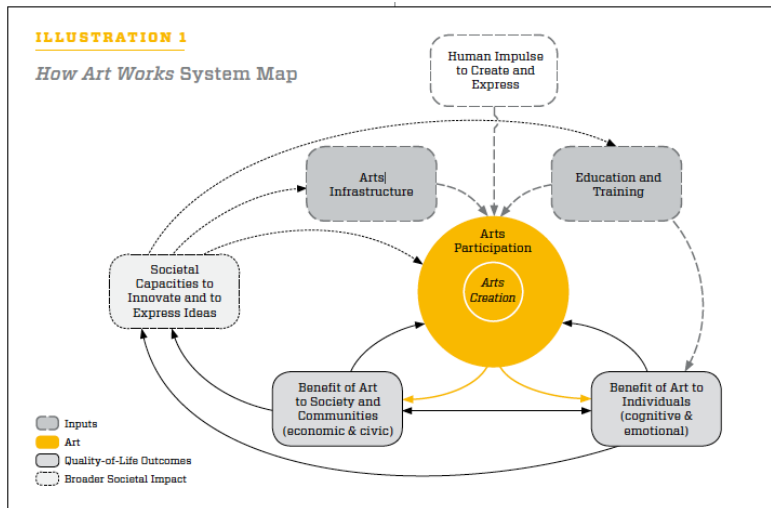 ILLUSTRATION 1
How Art Works System Map
Human Impulse
to Create and
Express
Arts|
Infrastructure
Education and
Training
Arts
Participation
Arts
Creation
Societal
Capacities to
Innovate and to
Express Ideas
Benefit of Art
to Society and
Communities
(economic & civic)
Benefit of Art to
Individuals
(cognitive &
emotional)
Inputs
Art
Quality-of-Life Outcomes
Broader Societal Impact